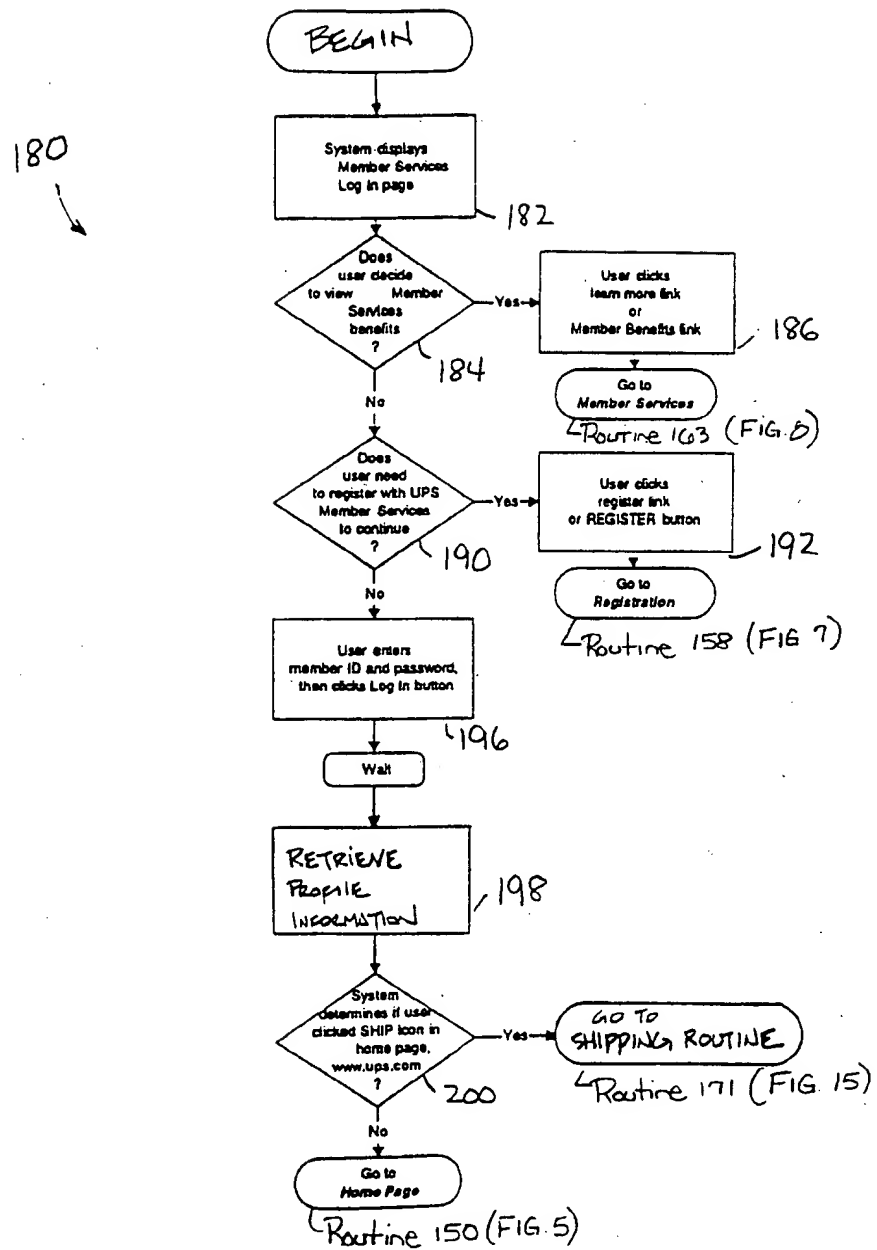 BEGIN
180
System displays
Member Services
Log In page
182
Does
user decide
to view Member
Services
benefits
?
184
Yes
User clicks
learn more link
or
Member Benefits link
186
Go to
Member Services
Routine 163 (FIG. 8)
No
Does
user need
to register with UPS
Member Services
to continue
?
190
Yes
User clicks
register link
or REGISTER button
192
Go to
Registration
Routine 158 (FIG 7)
No
User enters
member ID and password,
then clicks Log In button
196
Wait
RETRIEVE
PROFILE
INFORMATION
198
System
determines if user
clicked SHIP icon in
home page,
www.ups.com
?
200
Yes
GO TO
SHIPPING ROUTINE
Routine 171 (FIG. 15)
No
Go to
Home Page
Routine 150 (FIG. 5)